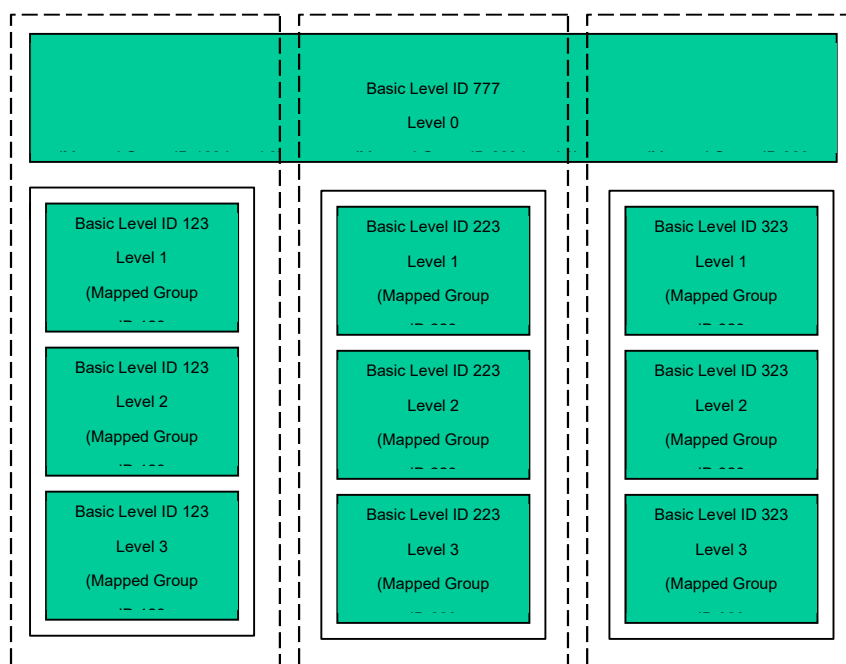 Basic Level ID 777
Level 0
Basic Level ID 123
Level 1
(Mapped Group
Basic Level ID 123
Level 2
(Mapped Group
Basic Level ID 123
Level 3
(Mapped Group
Basic Level ID 223
Level 1
(Mapped Group
Basic Level ID 223
Level 2
(Mapped Group
Basic Level ID 223
Level 3
(Mapped Group
Basic Level ID 323
Level 1
(Mapped Group
Basic Level ID 323
Level 2
(Mapped Group
Basic Level ID 323
Level 3
(Mapped Group